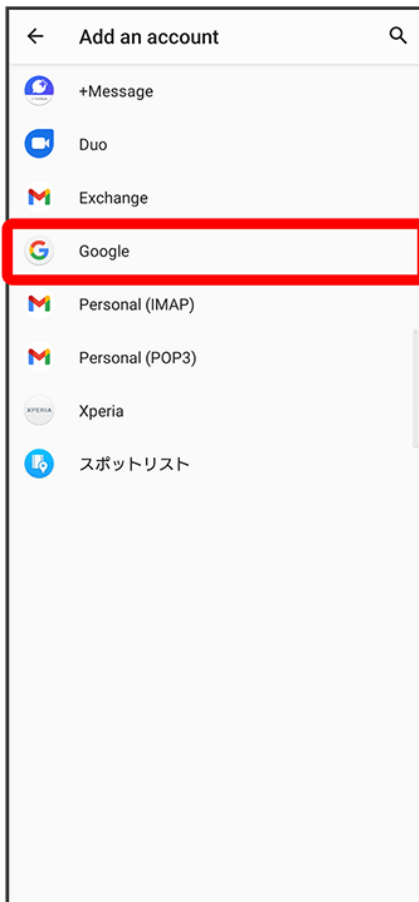 Add an account
+Message
Duo
Exchange
Google
Personal (IMAP)
Personal (POP3)
XPERIA Xperia
スポットリスト